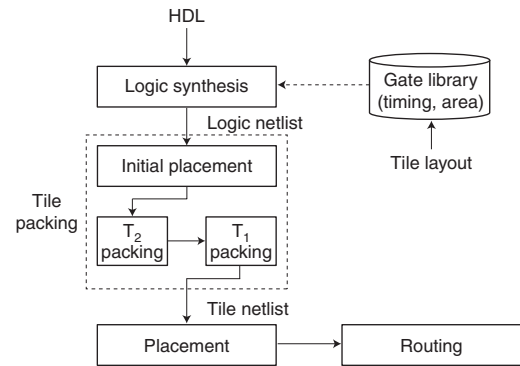 HDL
Logic synthesis
Gate library
(timing, area)
Logic netlist
Tile layout
Initial placement
Tile
packing
T2
packing
T1
packing
Tile netlist
Placement
Routing